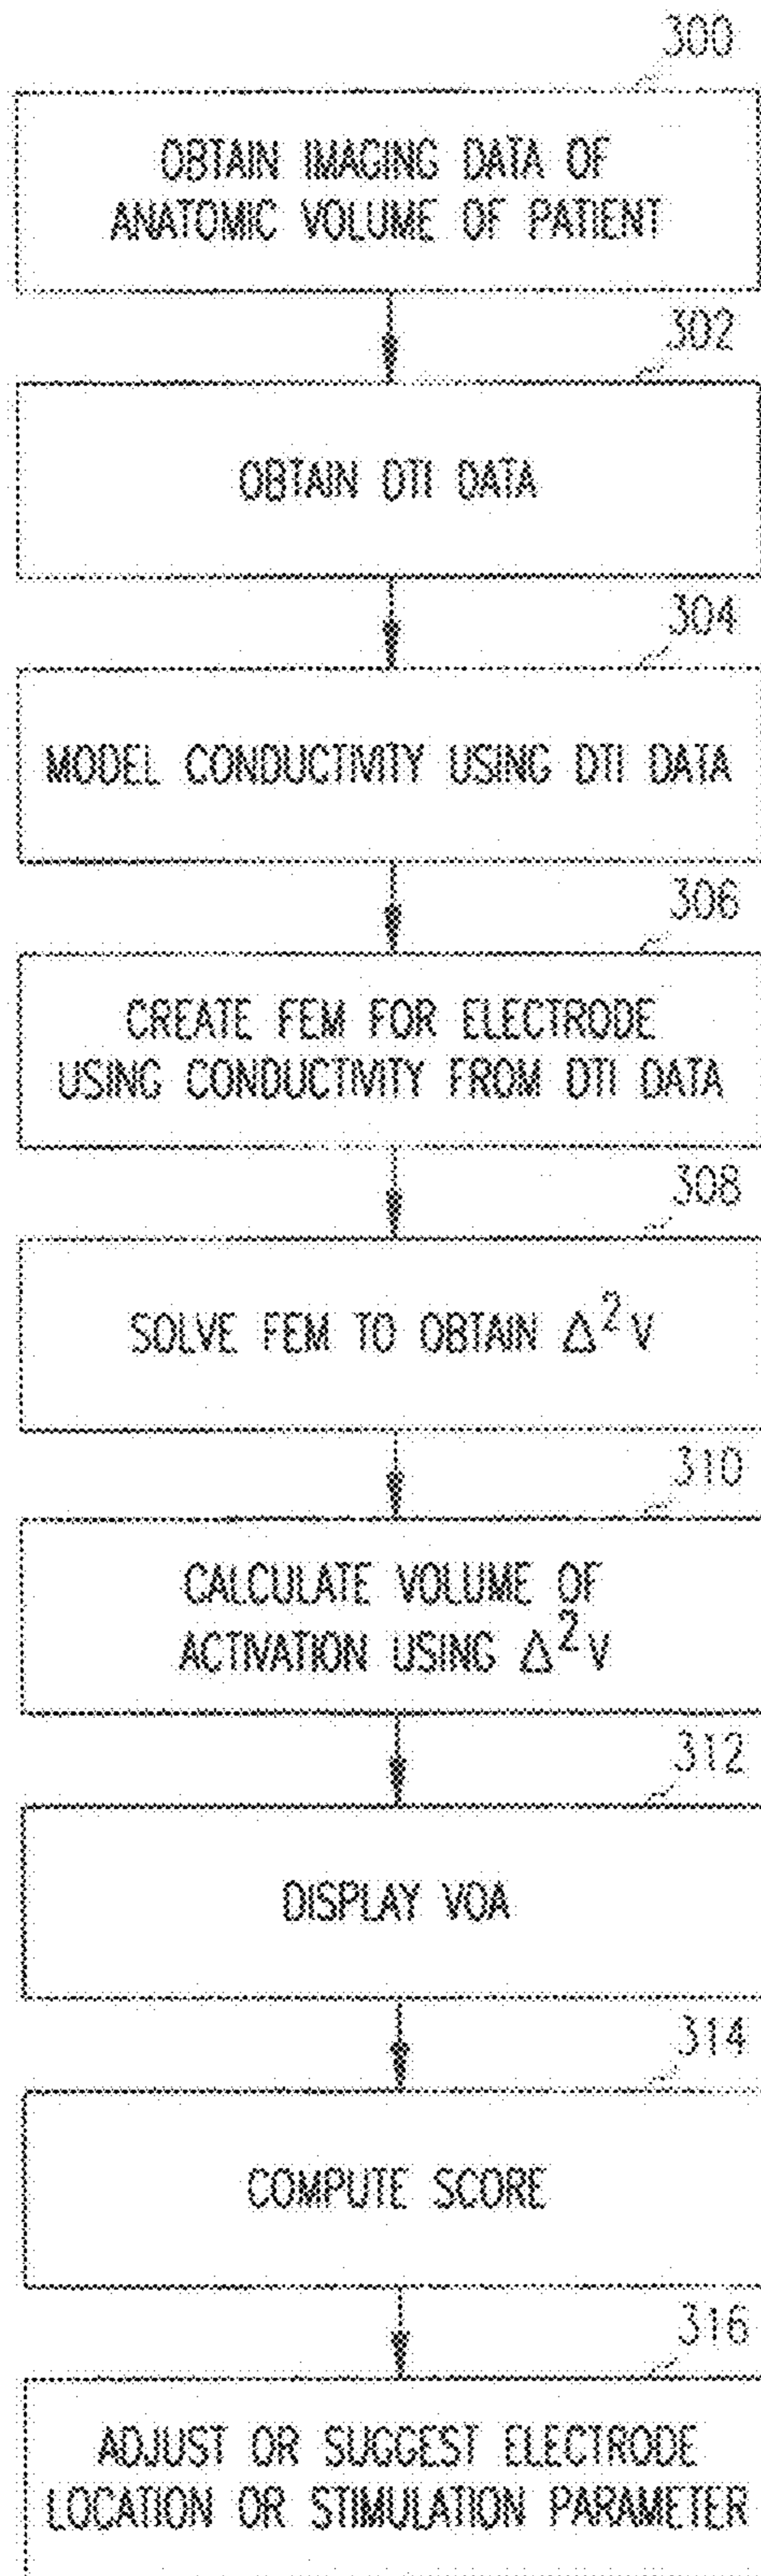 300
OBTAIN IMAGING DATA OF
ANATOMIC VOLUME OF PATIENT
302
OBTAIN DTI DATA
304
MODEL CONDUCTIVITY USING DTI DATA
306
CREATE FEM FOR ELECTRODE
USING CONDUCTIVITY FROM DTI DATA
308
SOLVE FEM TO OBTAIN Δ²V
310
CALCULATE VOLUME OF
ACTIVATION USING Δ²V
312
DISPLAY VOA
314
COMPUTE SCORE
316
ADJUST OR SUGGEST ELECTRODE
LOCATION OR STIMULATION PARAMETER